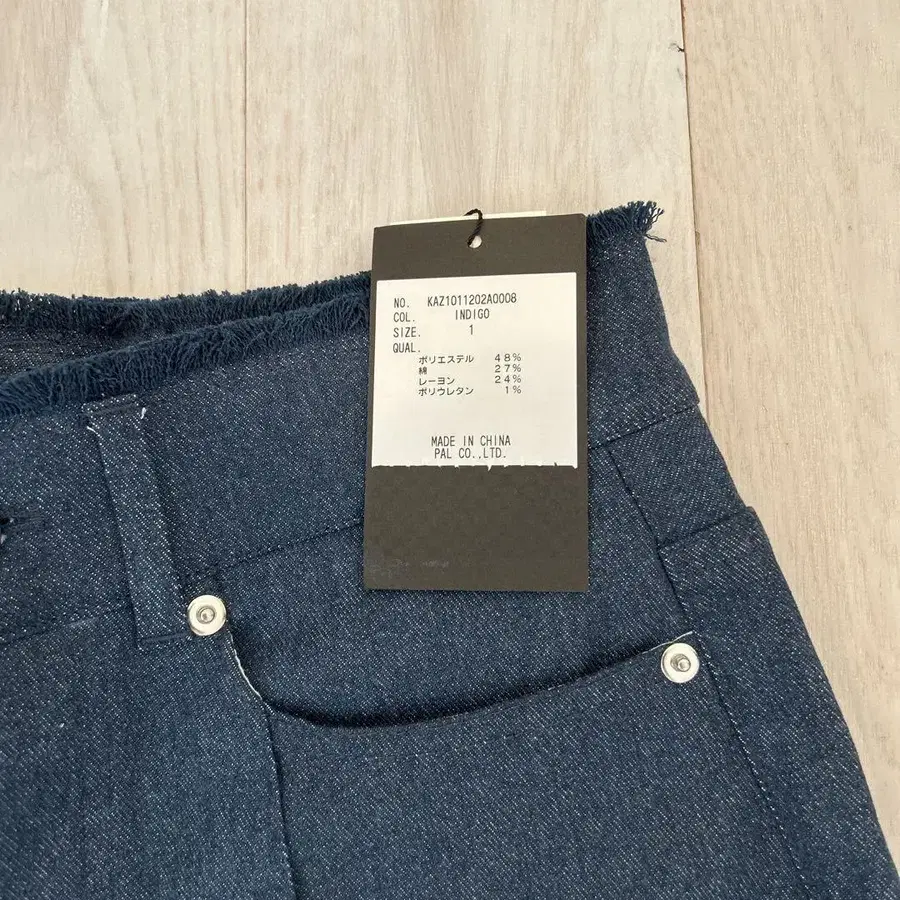 NO. KAZ1011202A0008
COL. INDIGO
SIZE. 1
QUAL.
ポリエステル 48%
綿 27%
レーヨン 24%
ポリウレタン 1%
MADE IN CHINA
PAL CO.,LTD.